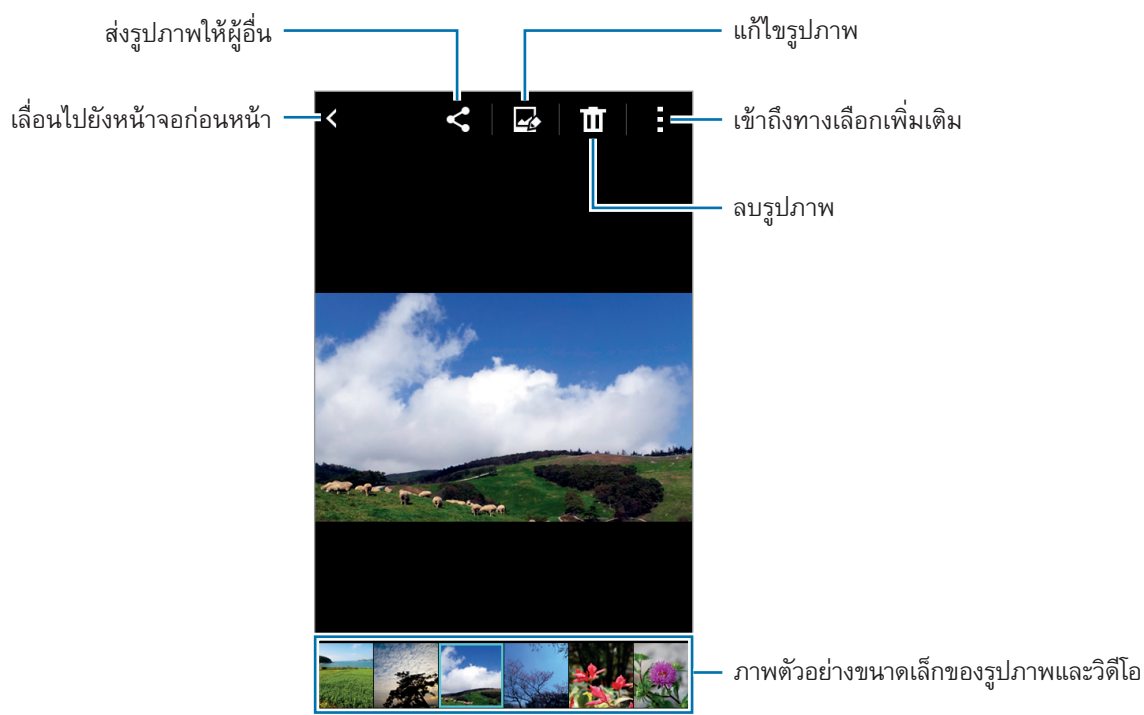 ส่งรูปภาพให้ผู้อื่น
แก้ไขรูปภาพ
เลื่อนไปยังหน้าจอก่อนหน้า
เข้าถึงทางเลือกเพิ่มเติม
ลบรูปภาพ
ภาพตัวอย่างขนาดเล็กของรูปภาพและวิดีโอ